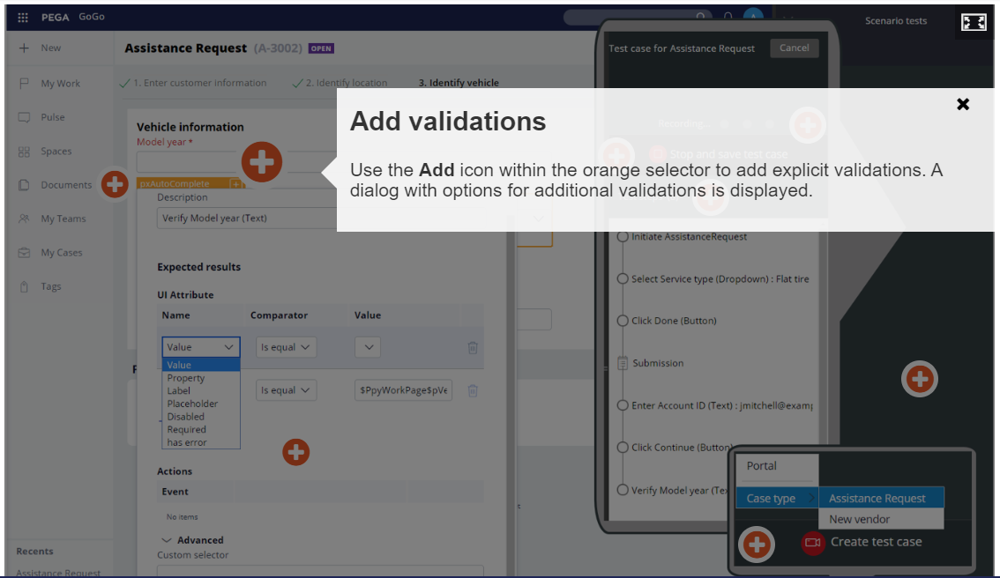 PEGA GoGo
Scenario tests
New
My Work
Pulse
Spaces
Documents
My Teams
My Cases
Tags
Recents
Assistance Request
Assistance Request (A-3002) OPEN
1. Enter customer information
2. Identify location
3. Identify vehicle
Vehicle information
Model year *
pxAutoComplete
Description
Verify Model year (Text)
Expected results
UI Attribute
Name Comparator Value
Value Is equal
Value
Property
Label
Placeholder
Disabled
Required
has error
Is equal $PpyWorkPage$pVe
Actions
Event
No items
Advanced
Custom selector
Add validations
Use the Add icon within the orange selector to add explicit validations. A
dialog with options for additional validations is displayed.
Test case for Assistance Request Cancel
Recording...
Stop and save test case
Initiate AssistanceRequest
Select Service type (Dropdown) : Flat tire
Click Done (Button)
Submission
Enter Account ID (Text) : jmitchell@examp
Click Continue (Button)
Verify Model year (Tex
Portal
Case type
Assistance Request
New vendor
Create test case